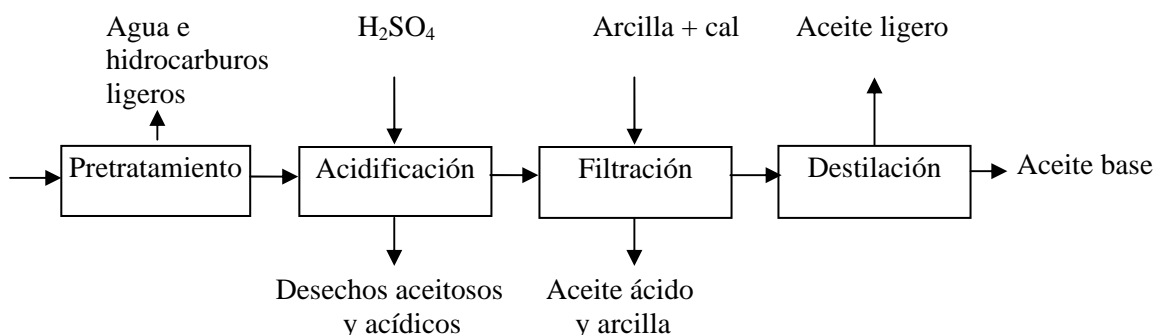 Agua e
hidrocarburos
ligeros
H₂SO₄
Arcilla + cal
Aceite ligero
Pretratamiento
Acidificación
Filtración
Destilación
Aceite base
Desechos aceitosos
y acídicos
Aceite ácido
y arcilla